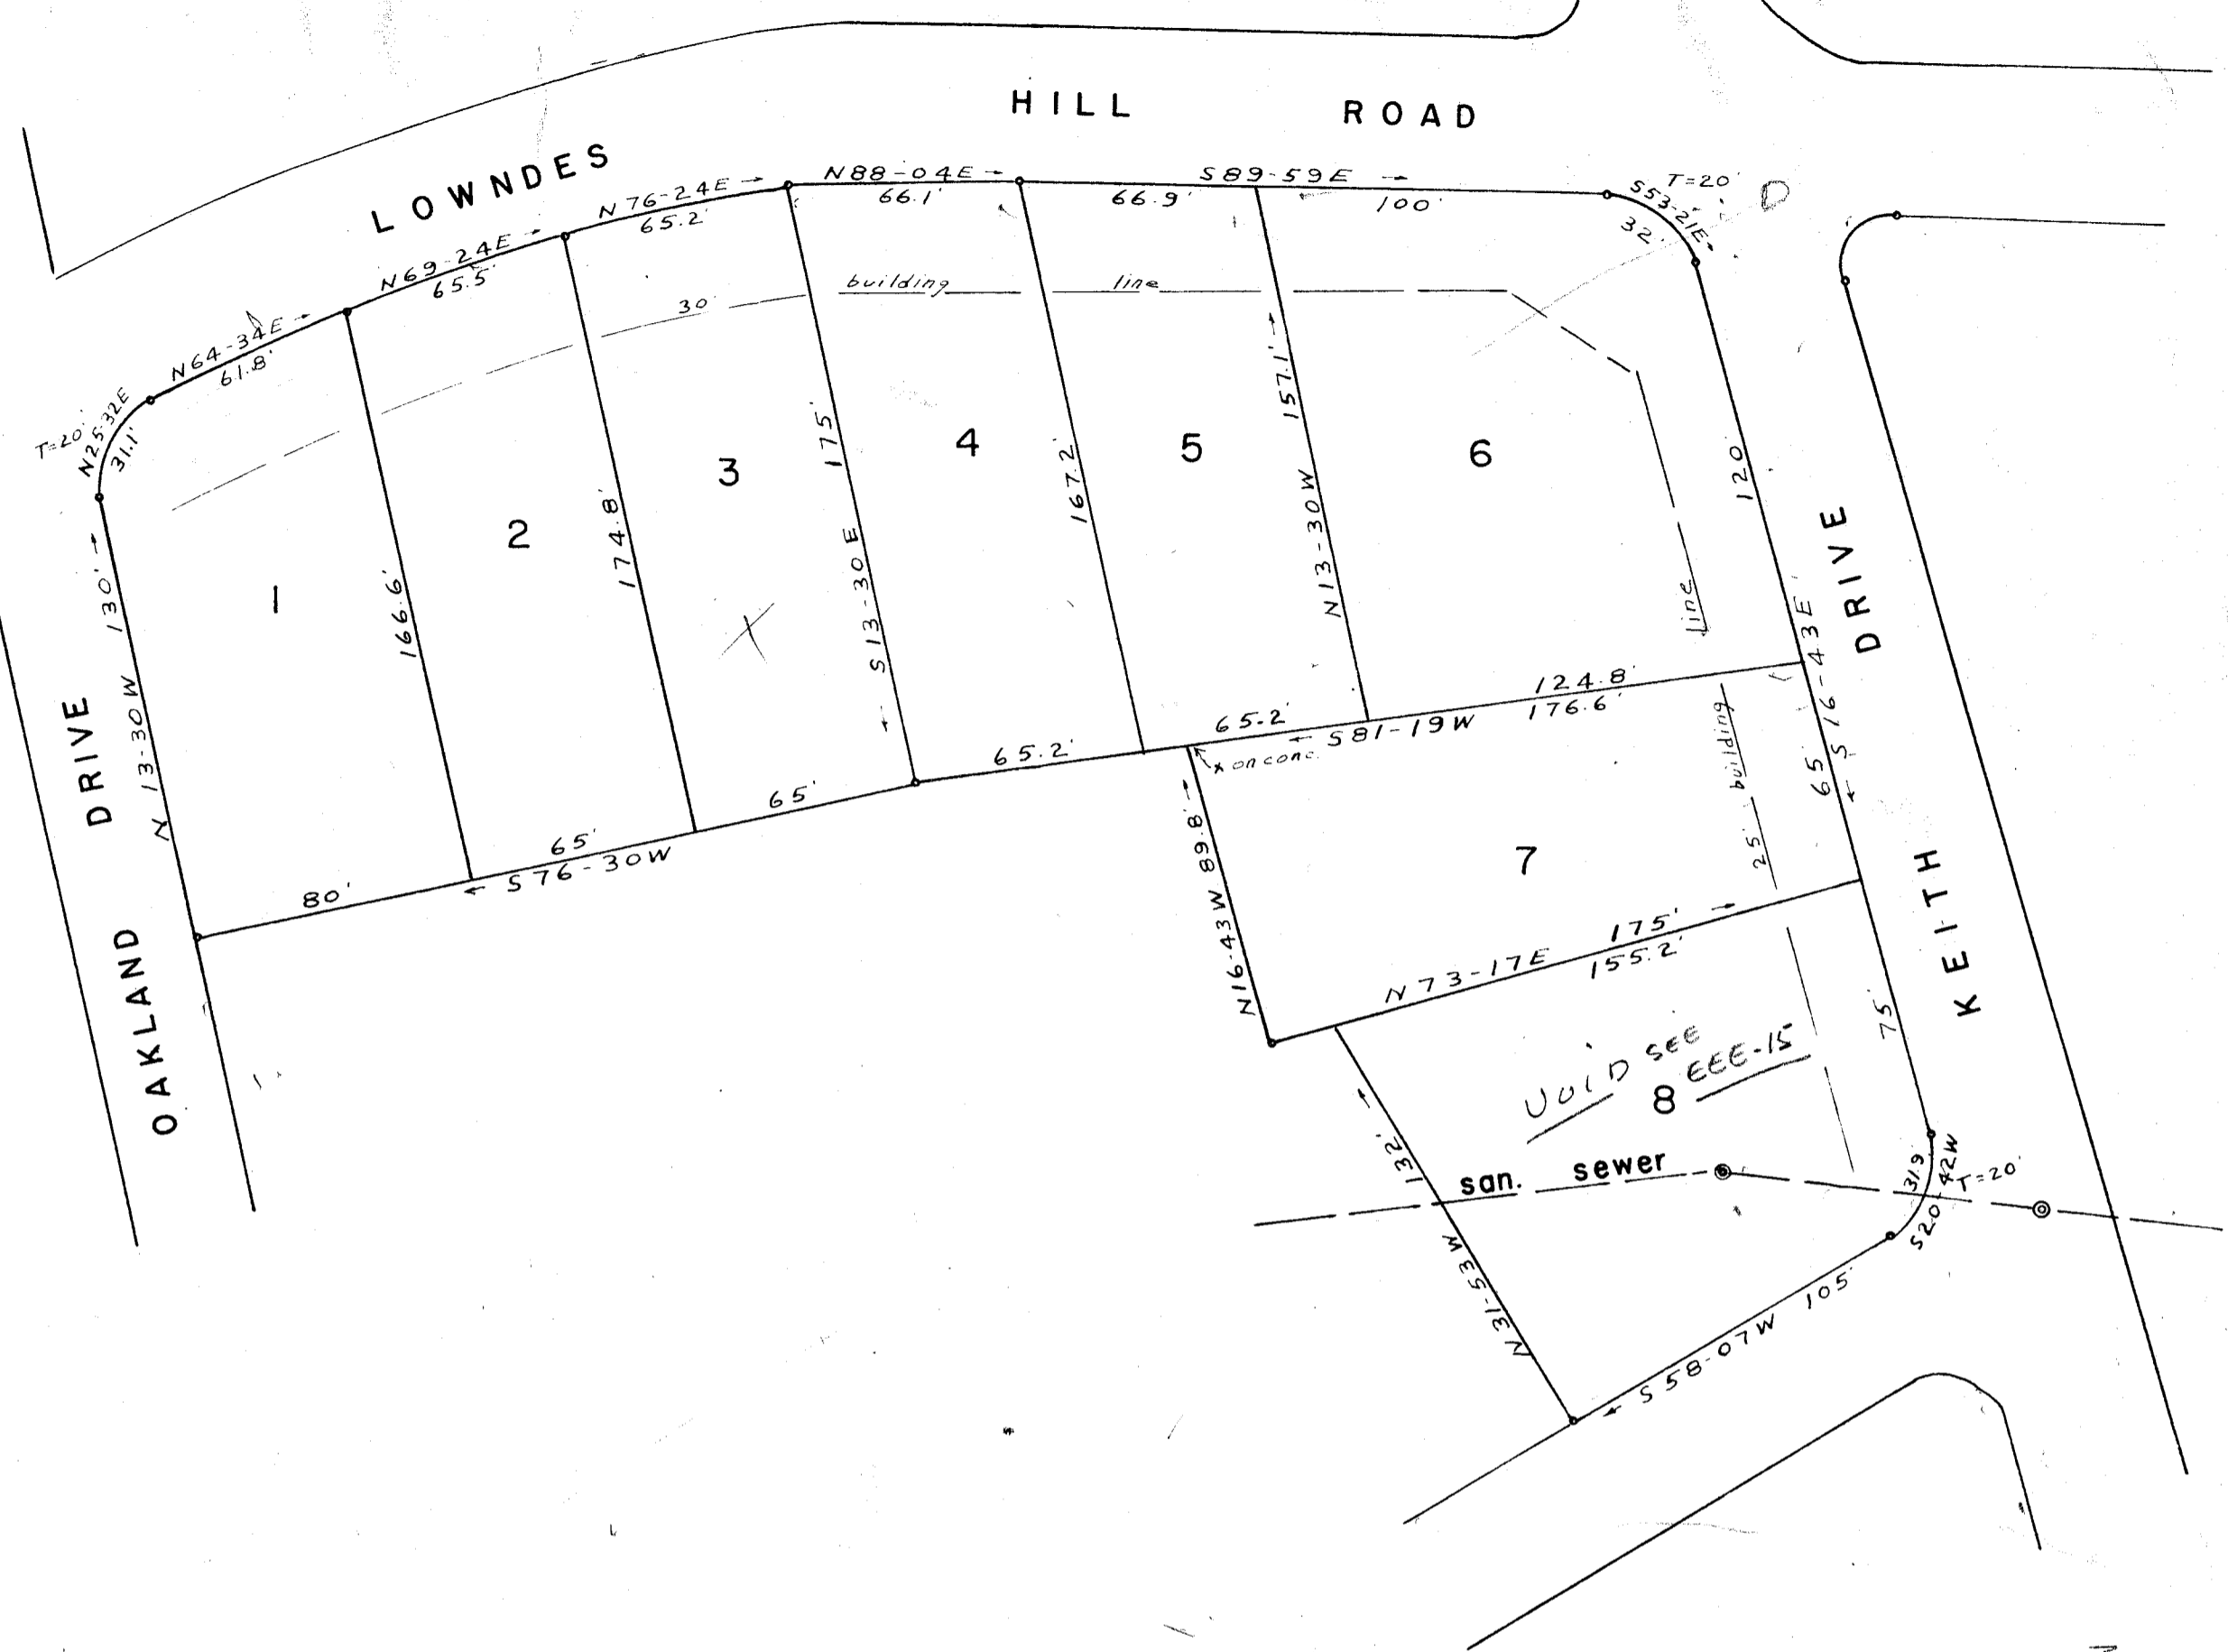 HILL ROAD
LOWNDES
N64-34E
61.8'
N69-24E
65.5'
N76-24E
65.2'
N88-04E
66.1'
S89-59E
66.9'
100'
T=20'
S53-21E
32'
D
T=20'
N25-32E
31.1'
30'
building line
1
2
3
4
5
6
N 13-30W 130'
166.6'
174.8'
S13-30E 175'
167.2'
N13-30W 157.1'
120
line
80'
65'
S76-30W
65'
65.2'
65.2'
S81-19W
124.8'
176.6'
x on conc.
S16-43E
65'
25' building
N16-43W 89.8'
7
N73-17E
175'
155.2'
75'
OAKLAND DRIVE
KEITH DRIVE
VOID SEE
8 EEE-15
san. sewer
N31-53W 132'
31.9'
S20-42W
T=20'
S58-07W 105'